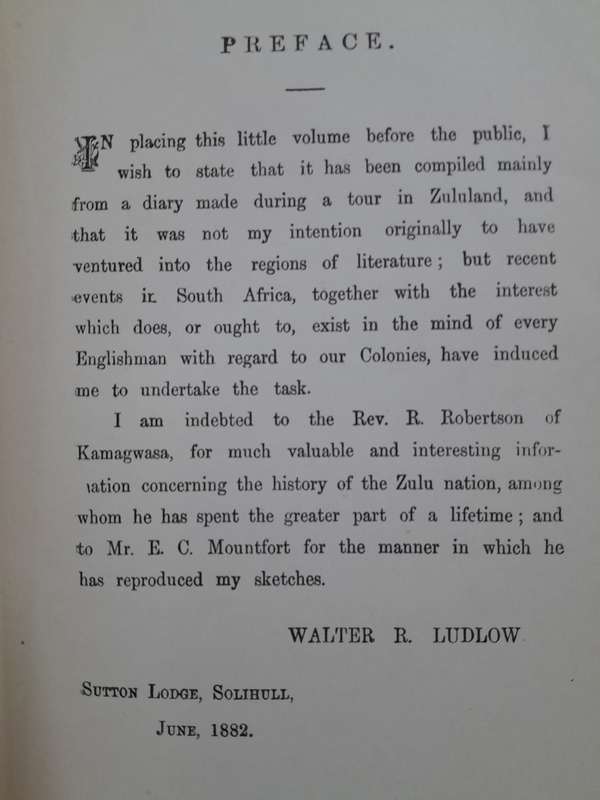 PREFACE.
IN placing this little volume before the public, I
wish to state that it has been compiled mainly
from a diary made during a tour in Zululand, and
that it was not my intention originally to have
ventured into the regions of literature; but recent
events in South Africa, together with the interest
which does, or ought to, exist in the mind of every
Englishman with regard to our Colonies, have induced
me to undertake the task.
I am indebted to the Rev. R. Robertson of
Kamagwasa, for much valuable and interesting infor-
mation concerning the history of the Zulu nation, among
whom he has spent the greater part of a lifetime; and
to Mr. E. C. Mountfort for the manner in which he
has reproduced my sketches.
WALTER R. LUDLOW.
SUTTON LODGE, SOLIHULL,
JUNE, 1882.